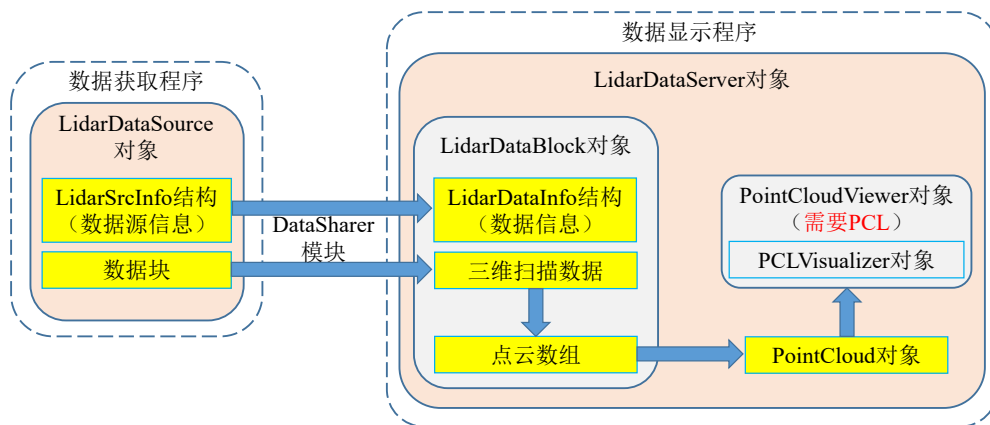 数据获取程序
LidarDataSource
对象
LidarSrcInfo结构
（数据源信息）
数据块
DataSharer
模块
数据显示程序
LidarDataServer对象
LidarDataBlock对象
LidarDataInfo结构
（数据信息）
三维扫描数据
点云数组
PointCloudViewer对象
（需要PCL）
PCLVisualizer对象
PointCloud对象